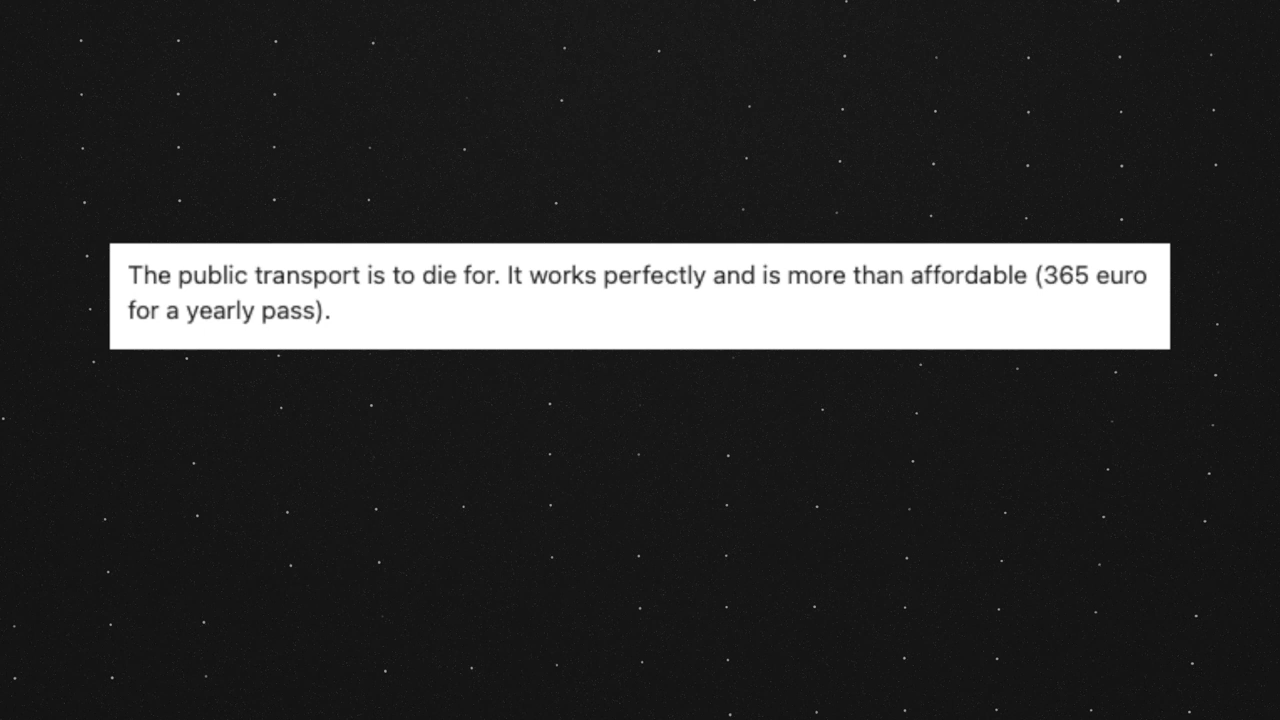 The public transport is to die for. It works perfectly and is more than affordable (365 euro
for a yearly pass).